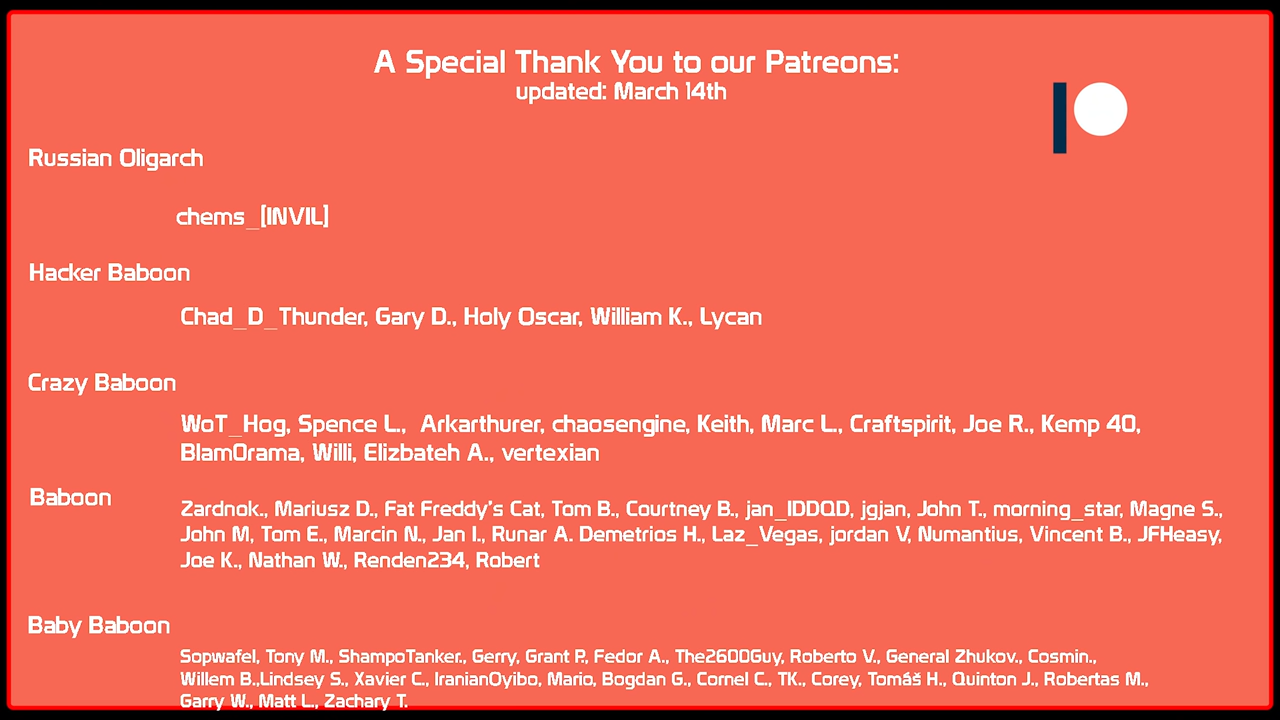 A Special Thank You to our Patreons:
updated: March 14th
Russian Oligarch
chems_[INVIL]
Hacker Baboon
Chad_D_Thunder, Gary D., Holy Oscar, William K., Lycan
Crazy Baboon
WoT_Hog, Spence L.,  Arkarthurer, chaosengine, Keith, Marc L., Craftspirit, Joe R., Kemp 40,
Blam0rama, Willi, Elizbateh A., vertexian
Baboon
Zardnok., Mariusz D., Fat Freddy's Cat, Tom B., Courtney B., jan_IDDQD, jgjan, John T., morning_star, Magne S.,
John M, Tom E., Marcin N., Jan I., Runar A. Demetrios H., Laz_Vegas, jordan V, Numantius, Vincent B., JFHeasy,
Joe K., Nathan W., Renden234, Robert
Baby Baboon
Sopwafel, Tony M., ShampoTanker., Gerry, Grant P., Fedor A., The2600Guy, Roberto V., General Zhukov., Cosmin.,
Willem B.,Lindsey S., Xavier C., IranianOyibo, Mario, Bogdan G., Cornel C., TK., Corey, Tomáš H., Quinton J., Robertas M.,
Garry W., Matt L., Zachary T.